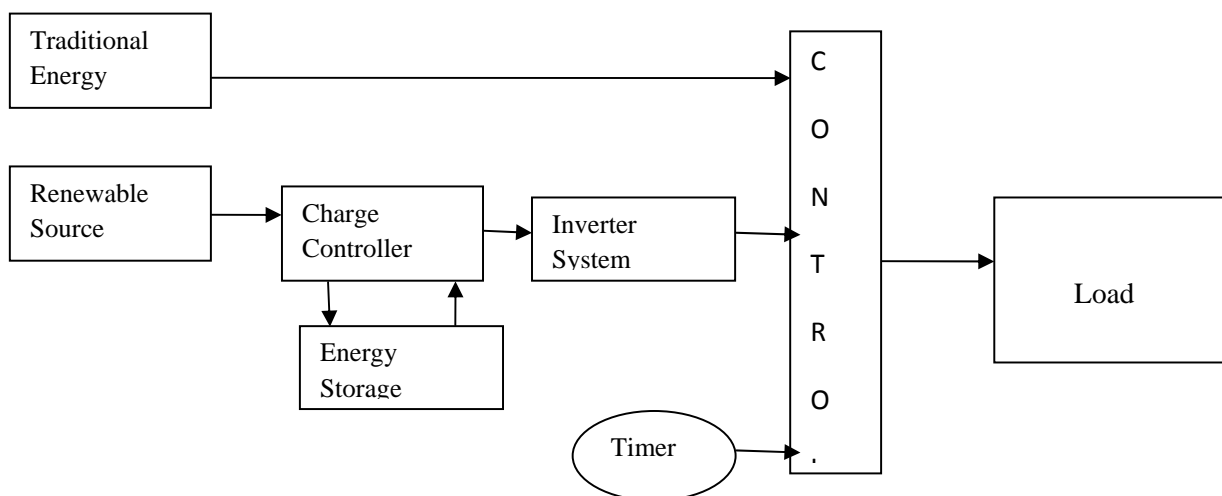 Traditional
Energy
Renewable
Source
Charge
Controller
Inverter
System
Energy
Storage
Timer
C
O
N
T
R
O
Load